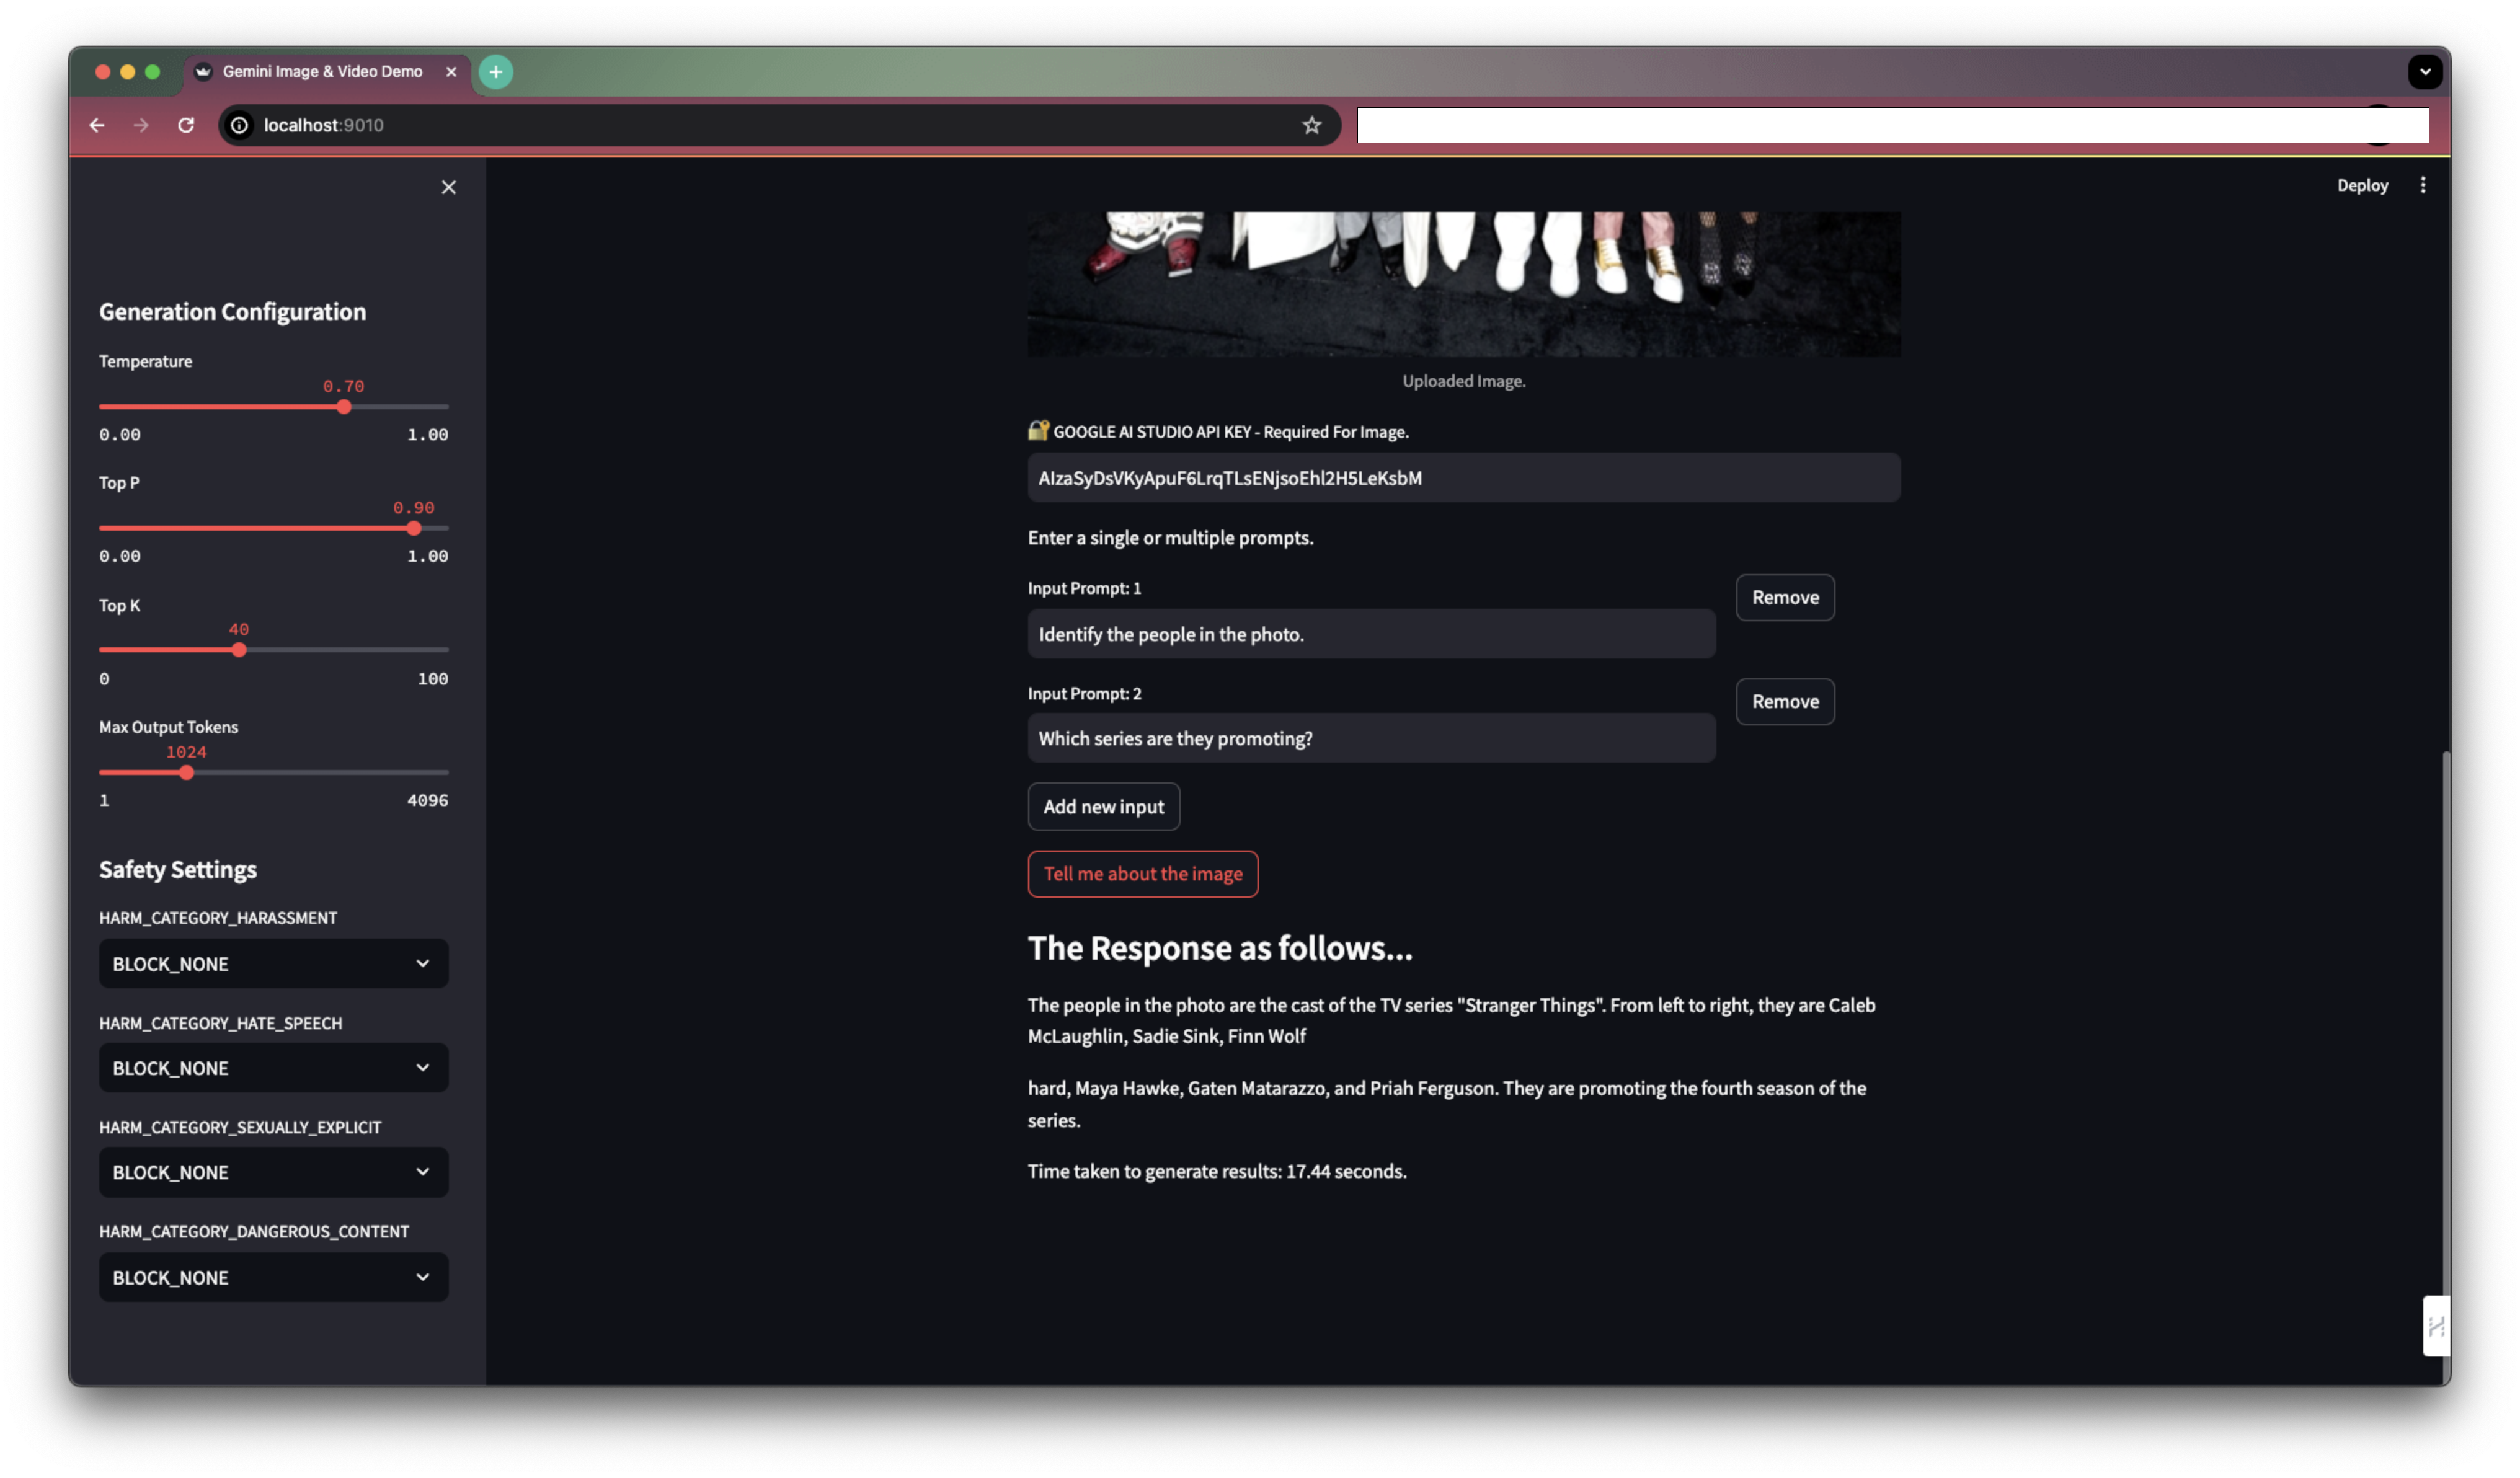 Gemini Image & Video Demo
localhost:9010
Deploy
Generation Configuration
Temperature
0.70
0.00 1.00
Top P
0.90
0.00 1.00
Top K
40
0 100
Max Output Tokens
1024
1 4096
Safety Settings
HARM_CATEGORY_HARASSMENT
BLOCK_NONE
HARM_CATEGORY_HATE_SPEECH
BLOCK_NONE
HARM_CATEGORY_SEXUALLY_EXPLICIT
BLOCK_NONE
HARM_CATEGORY_DANGEROUS_CONTENT
BLOCK_NONE
Uploaded Image.
GOOGLE AI STUDIO API KEY - Required For Image.
AIzaSyDsVKyApuF6LrqTLsENjsoEhl2H5LeKsbM
Enter a single or multiple prompts.
Input Prompt: 1
Identify the people in the photo.
Remove
Input Prompt: 2
Which series are they promoting?
Remove
Add new input
Tell me about the image
The Response as follows...
The people in the photo are the cast of the TV series "Stranger Things". From left to right, they are Caleb
McLaughlin, Sadie Sink, Finn Wolf
hard, Maya Hawke, Gaten Matarazzo, and Priah Ferguson. They are promoting the fourth season of the
series.
Time taken to generate results: 17.44 seconds.